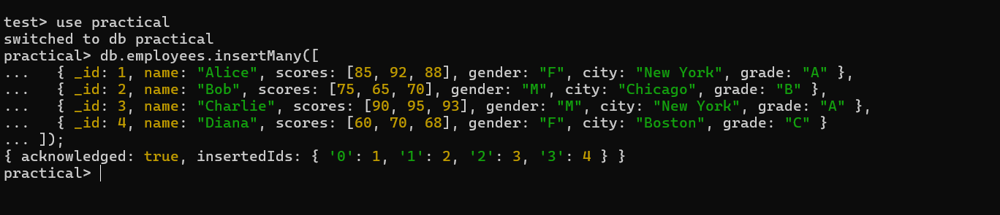 test> use practical
switched to db practical
practical> db.employees.insertMany([
...   { _id: 1, name: "Alice", scores: [85, 92, 88], gender: "F", city: "New York", grade: "A" },
...   { _id: 2, name: "Bob", scores: [75, 65, 70], gender: "M", city: "Chicago", grade: "B" },
...   { _id: 3, name: "Charlie", scores: [90, 95, 93], gender: "M", city: "New York", grade: "A" },
...   { _id: 4, name: "Diana", scores: [60, 70, 68], gender: "F", city: "Boston", grade: "C" }
... ]);
{ acknowledged: true, insertedIds: { '0': 1, '1': 2, '2': 3, '3': 4 } }
practical>